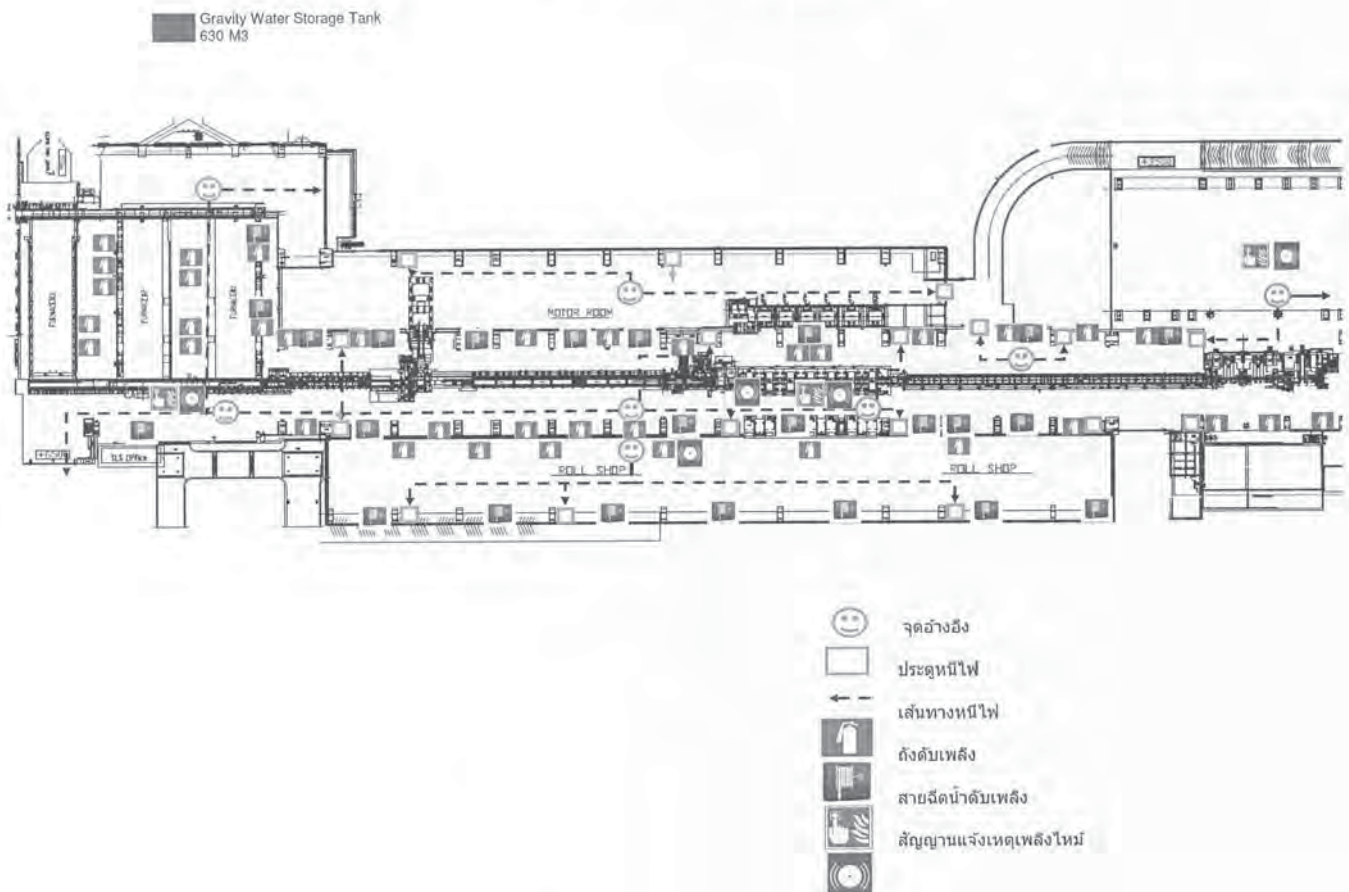 Gravity Water Storage Tank
630 M3
MOTOR ROOM
TLS Office
ROLL SHOP
ROLL SHOP
จุดอ้างอิง
ประตูหนีไฟ
เส้นทางหนีไฟ
ถังดับเพลิง
สายฉีดน้ำดับเพลิง
สัญญานแจ้งเหตุเพลิงไหม้